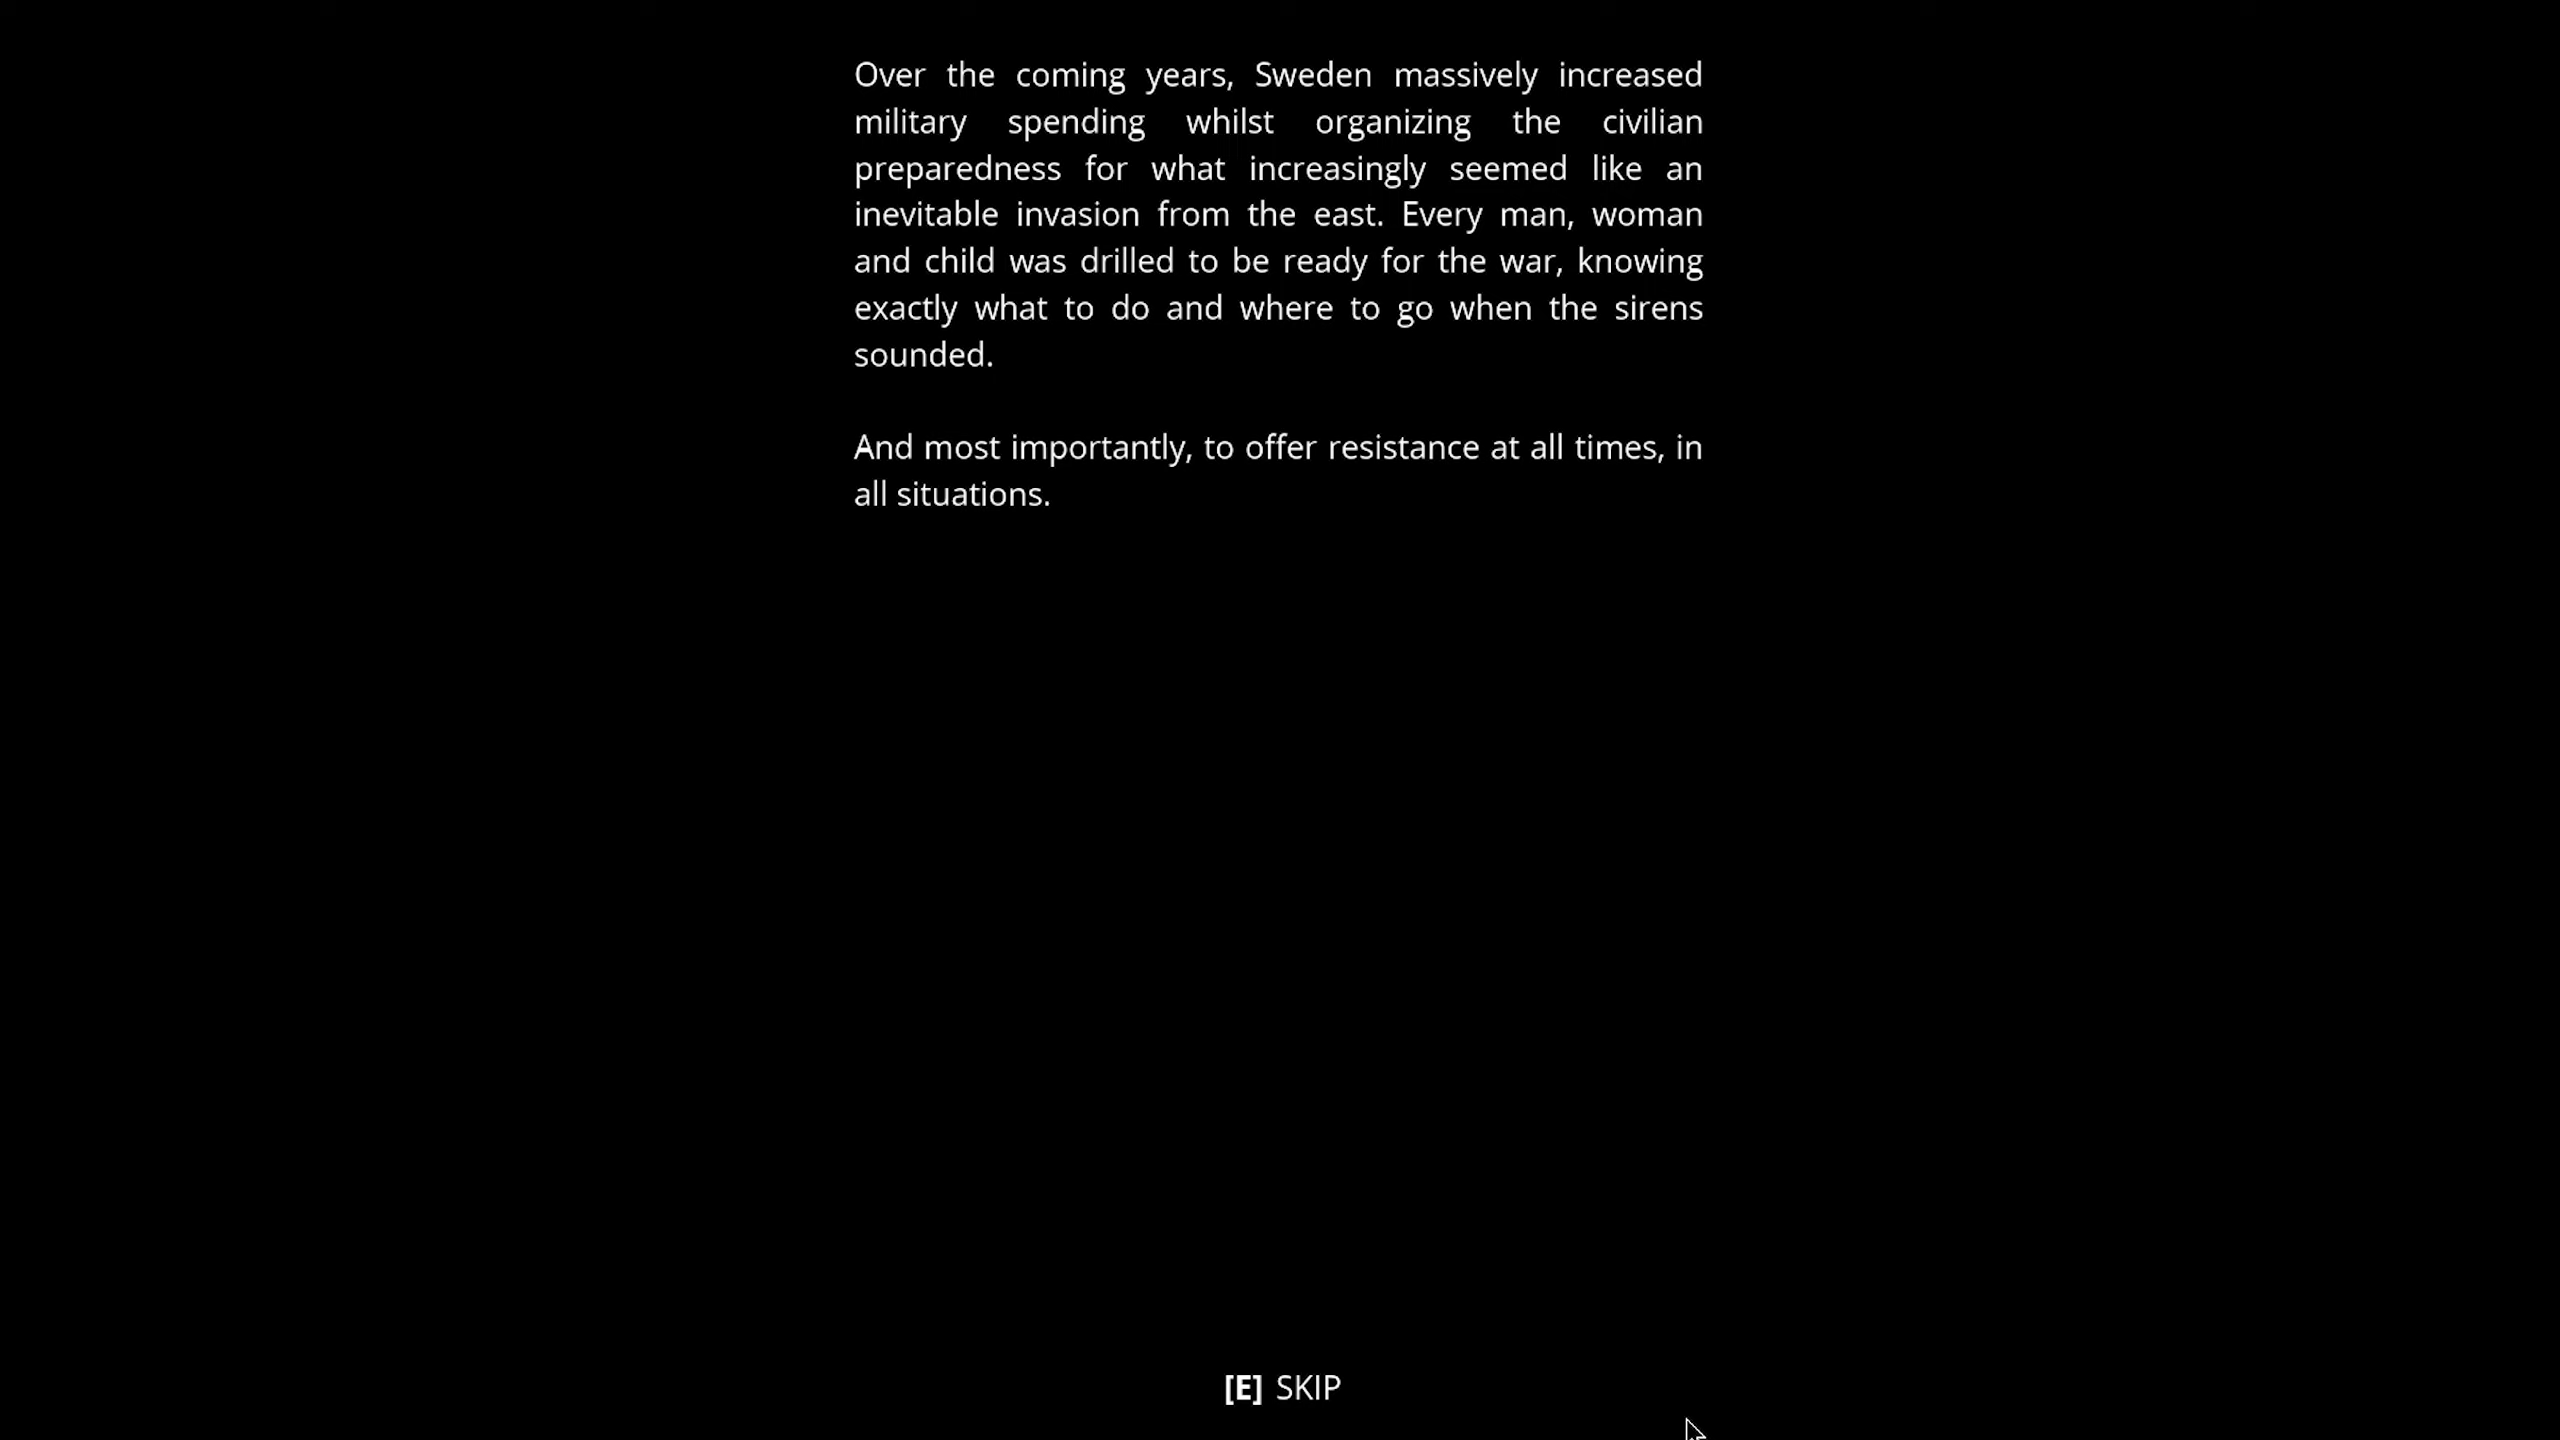 Over the coming years, Sweden massively increased
military spending whilst organizing the civilian
preparedness for what increasingly seemed like an
inevitable invasion from the east. Every man, woman
and child was drilled to be ready for the war, knowing
exactly what to do and where to go when the sirens
sounded.
And most importantly, to offer resistance at all times, in
all situations.
[E] SKIP